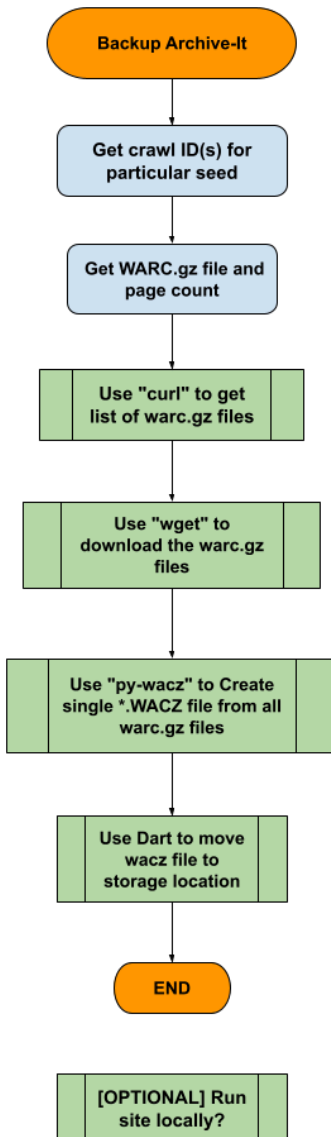 Backup Archive-It
Get crawl ID(s) for
particular seed
Get WARC.gz file and
page count
Use "curl" to get
list of warc.gz files
Use "wget" to
download the warc.gz
files
Use "py-wacz" to Create
single *.WACZ file from all
warc.gz files
Use Dart to move
wacz file to
storage location
END
[OPTIONAL] Run
site locally?